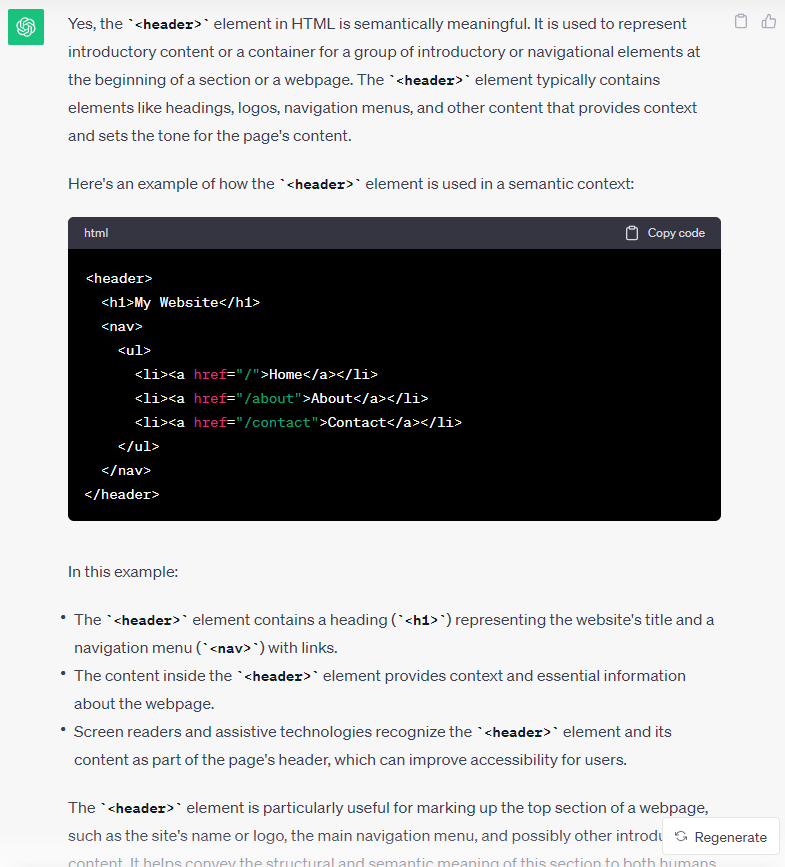 Yes, the `<header>` element in HTML is semantically meaningful. It is used to represent
introductory content or a container for a group of introductory or navigational elements at
the beginning of a section or a webpage. The `<header>` element typically contains
elements like headings, logos, navigation menus, and other content that provides context
and sets the tone for the page's content.
Here's an example of how the `<header>` element is used in a semantic context:
html Copy code
<header>
  <h1>My Website</h1>
  <nav>
    <ul>
      <li><a href="/">Home</a></li>
      <li><a href="/about">About</a></li>
      <li><a href="/contact">Contact</a></li>
    </ul>
  </nav>
</header>
In this example:
• The `<header>` element contains a heading (`<h1>`) representing the website's title and a
navigation menu (`<nav>`) with links.
• The content inside the `<header>` element provides context and essential information
about the webpage.
• Screen readers and assistive technologies recognize the `<header>` element and its
content as part of the page's header, which can improve accessibility for users.
The `<header>` element is particularly useful for marking up the top section of a webpage,
such as the site's name or logo, the main navigation menu, and possibly other introdu
Regenerate
content. It helps convey the structural and semantic meaning of this section to both humans